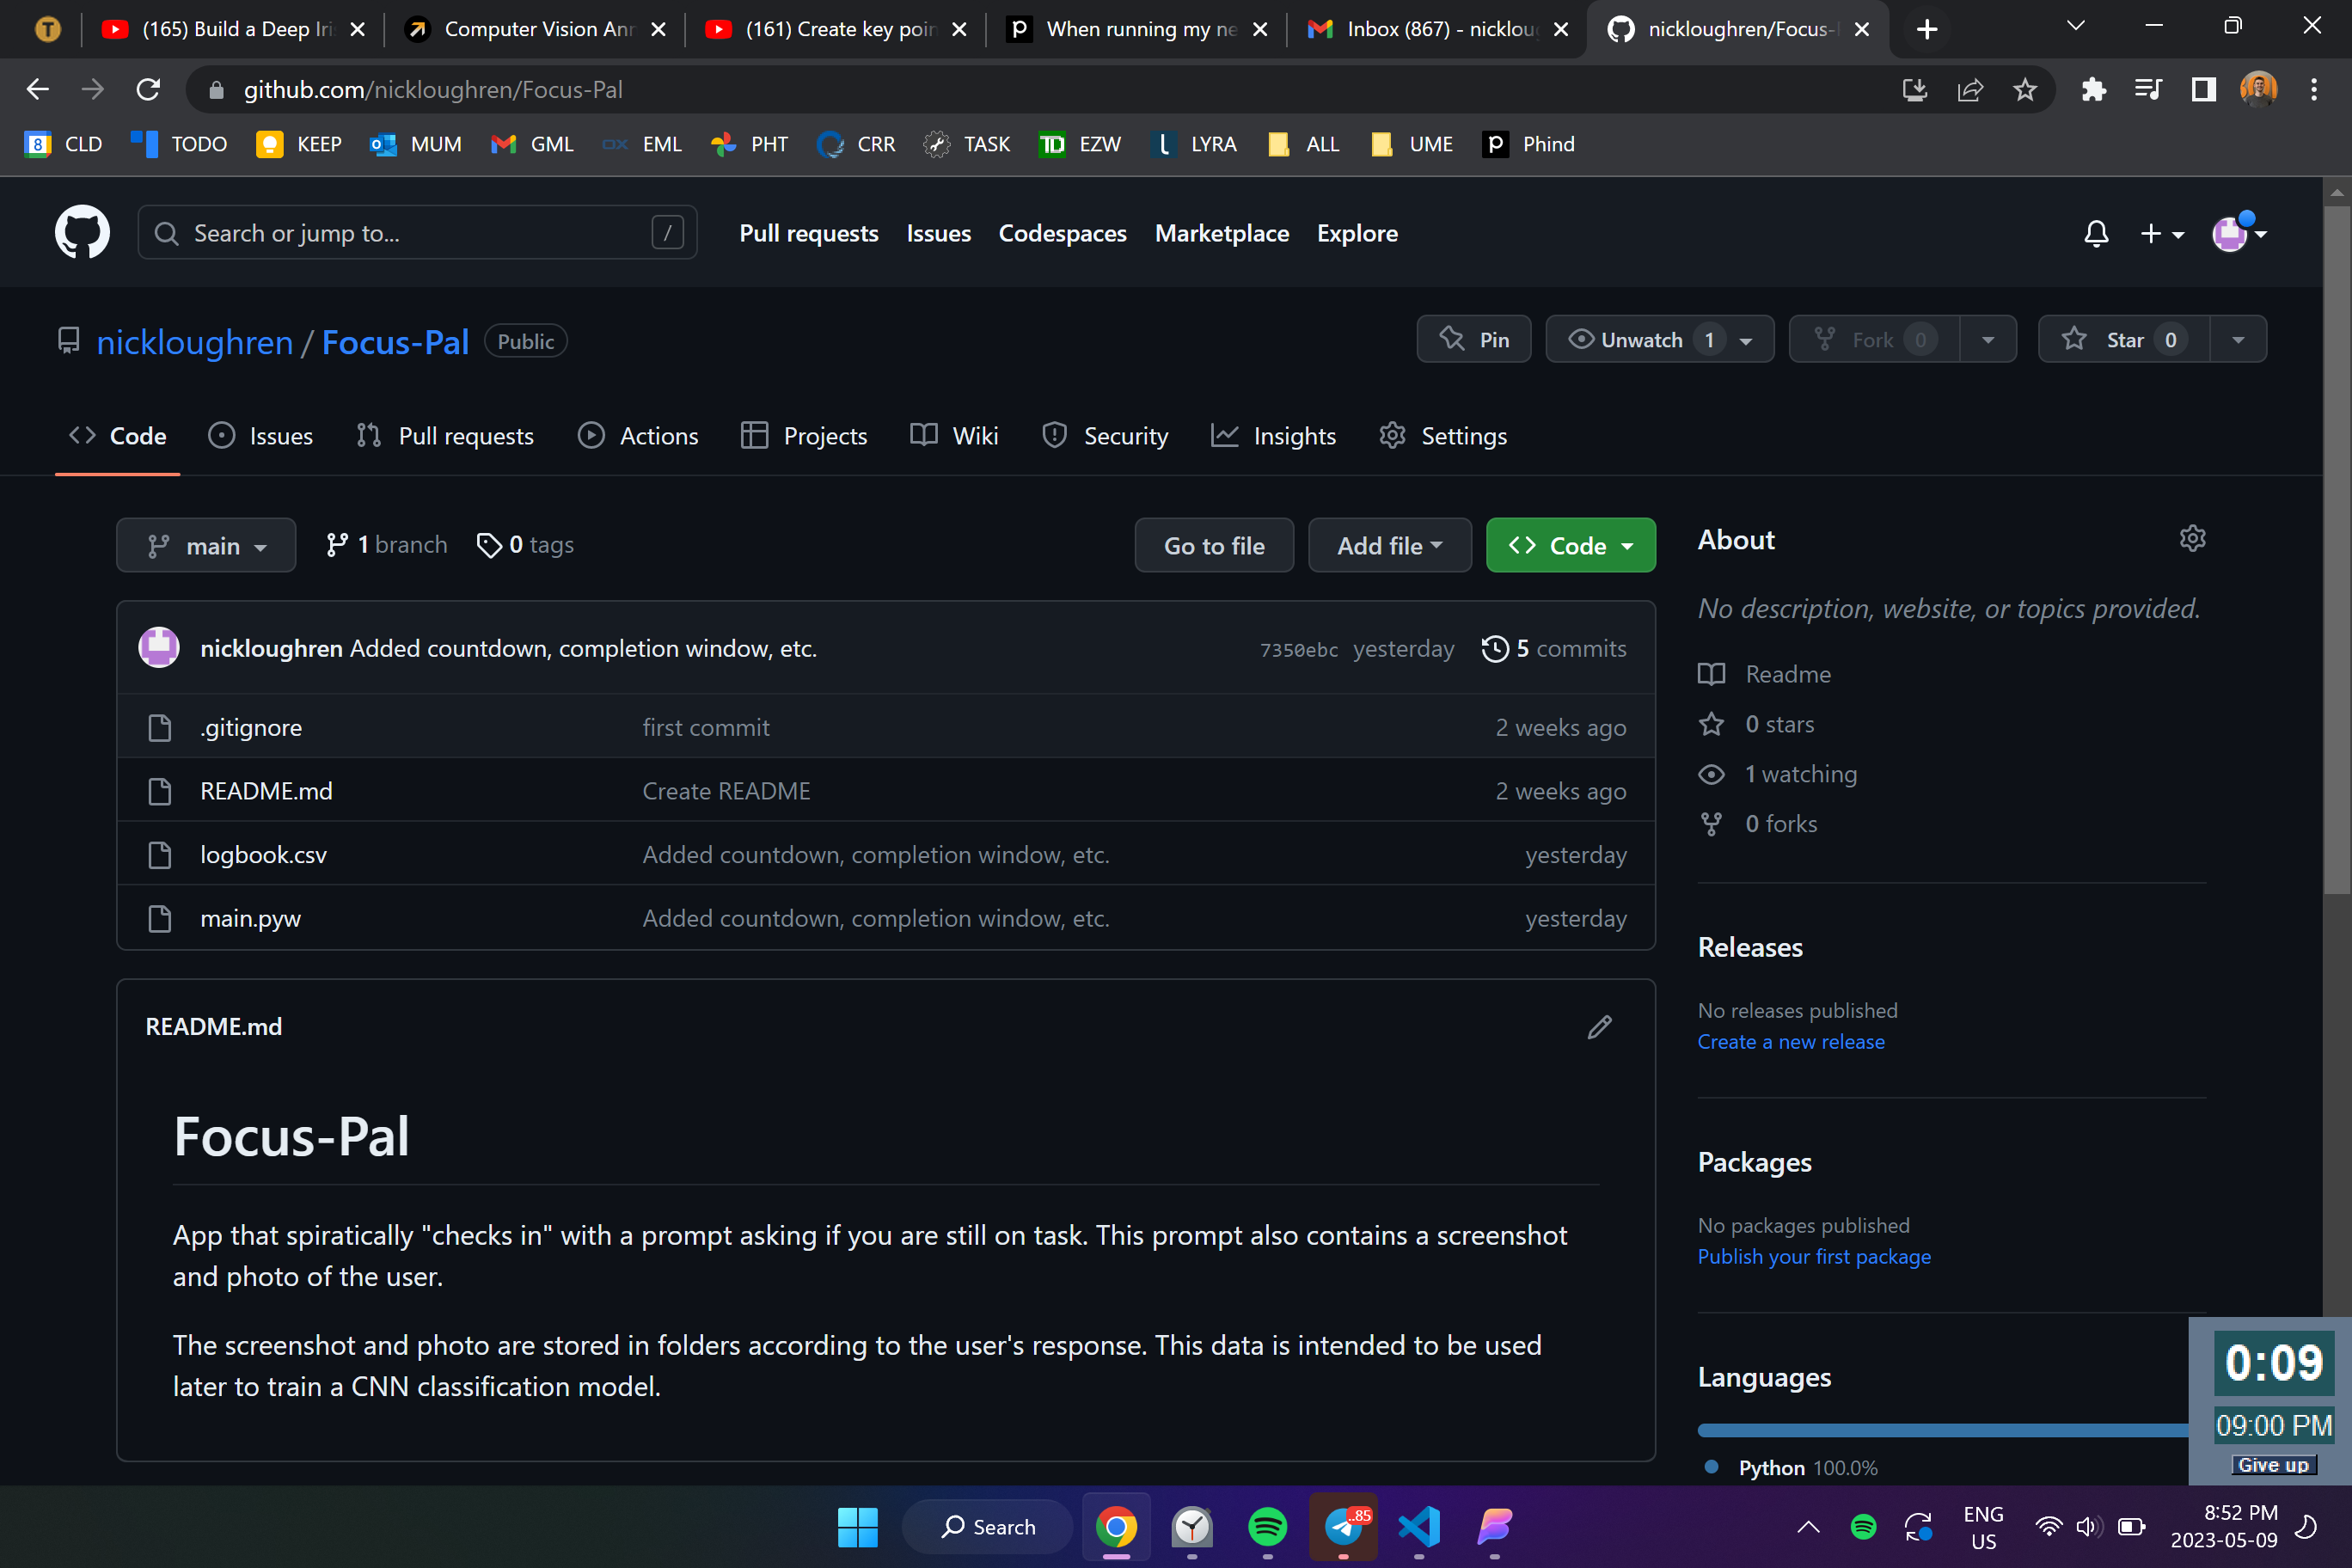 (165) Build a Deep Iri
Computer Vision Ann
(161) Create key poin
When running my ne
Inbox (867) - nickloug
nickloughren/Focus-
github.com/nickloughren/Focus-Pal
CLD TODO KEEP MUM GML EML PHT CRR TASK EZW LYRA ALL UME Phind
Search or jump to... /
Pull requests Issues Codespaces Marketplace Explore
nickloughren / Focus-Pal Public
Pin Unwatch 1 Fork 0 Star 0
Code Issues Pull requests Actions Projects Wiki Security Insights Settings
main 1 branch 0 tags Go to file Add file Code
nickloughren Added countdown, completion window, etc. 7350ebc yesterday 5 commits
.gitignore first commit 2 weeks ago
README.md Create README 2 weeks ago
logbook.csv Added countdown, completion window, etc. yesterday
main.pyw Added countdown, completion window, etc. yesterday
README.md
Focus-Pal
App that spiratically "checks in" with a prompt asking if you are still on task. This prompt also contains a screenshot
and photo of the user.
The screenshot and photo are stored in folders according to the user's response. This data is intended to be used
later to train a CNN classification model.
About
No description, website, or topics provided.
Readme
0 stars
1 watching
0 forks
Releases
No releases published
Create a new release
Packages
No packages published
Publish your first package
Languages
Python 100.0%
0:09
09:00 PM
Give up
Search
..85
ENG
US
8:52 PM
2023-05-09